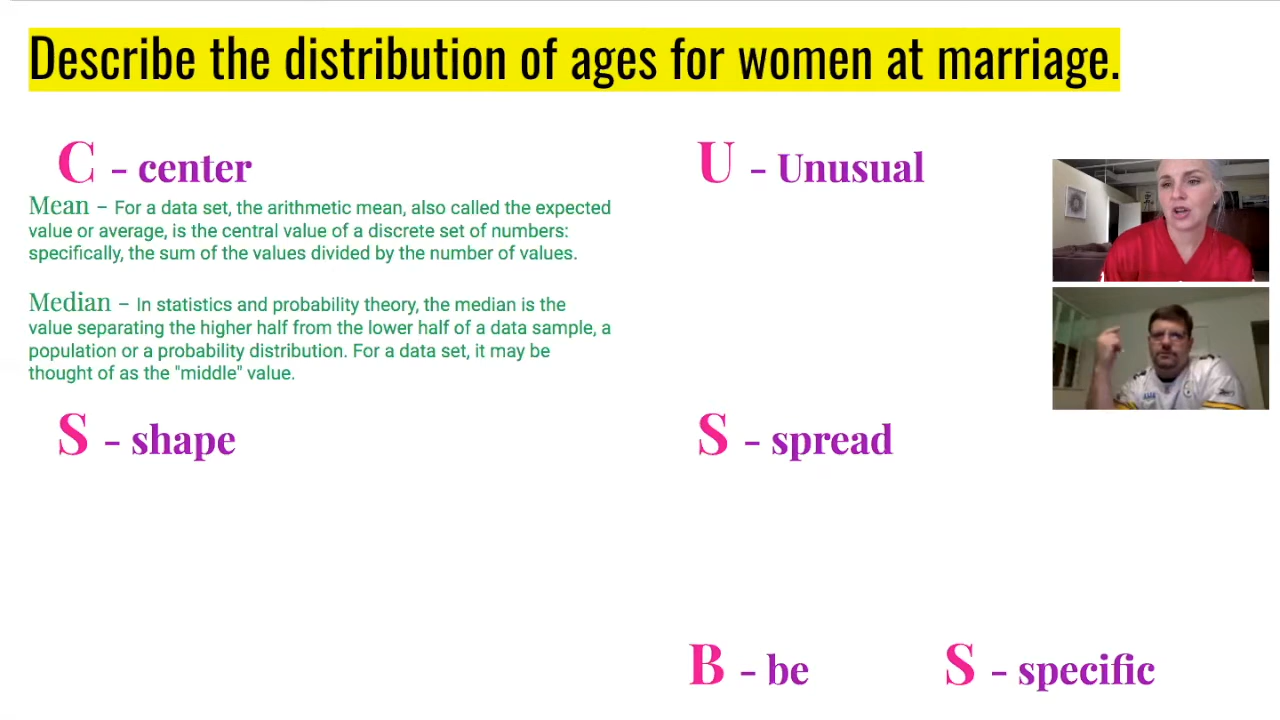 Describe the distribution of ages for women at marriage.
C - center
Mean – For a data set, the arithmetic mean, also called the expected
value or average, is the central value of a discrete set of numbers:
specifically, the sum of the values divided by the number of values.
Median – In statistics and probability theory, the median is the
value separating the higher half from the lower half of a data sample, a
population or a probability distribution. For a data set, it may be
thought of as the "middle" value.
U - Unusual
S - shape
S - spread
B - be
S - specific